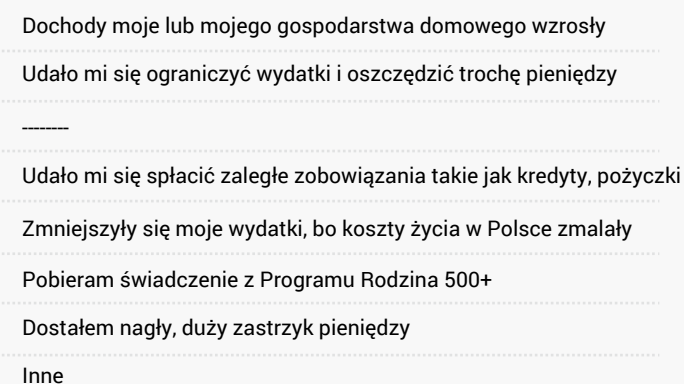 Dochody moje lub mojego gospodarstwa domowego wzrosły
Udało mi się ograniczyć wydatki i oszczędzić trochę pieniędzy
--------
Udało mi się spłacić zaległe zobowiązania takie jak kredyty, pożyczki
Zmniejszyły się moje wydatki, bo koszty życia w Polsce zmalały
Pobieram świadczenie z Programu Rodzina 500+
Dostałem nagły, duży zastrzyk pieniędzy
Inne